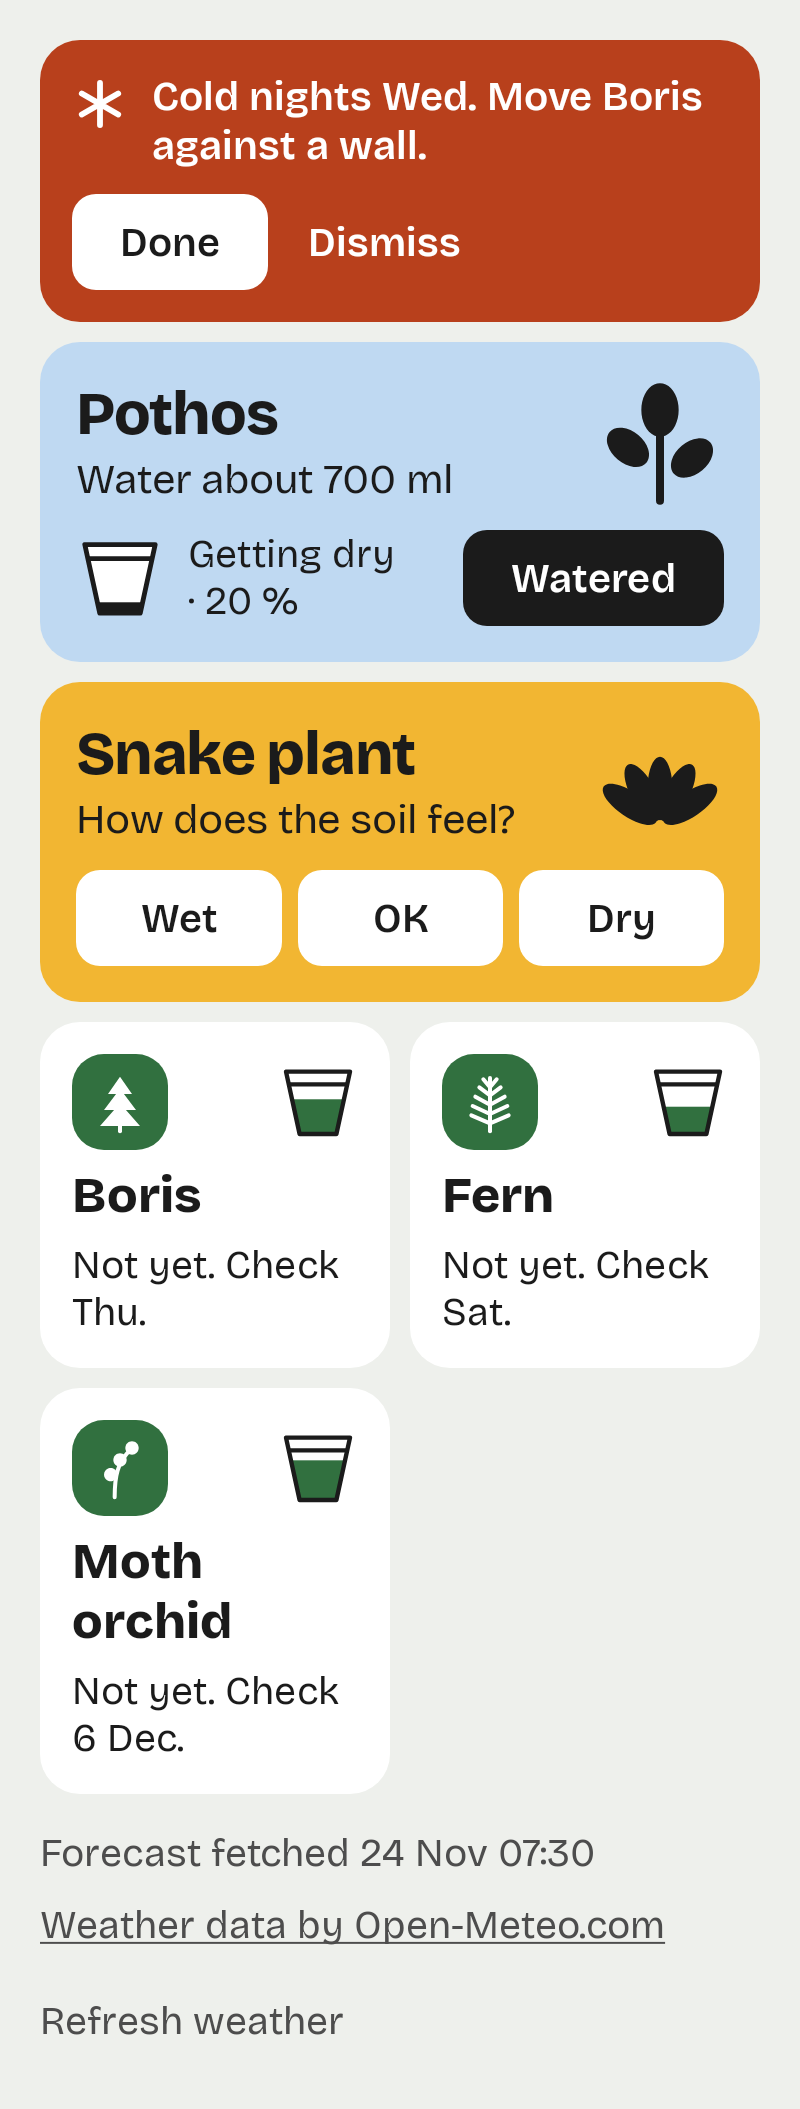 Cold nights Wed. Move Boris
against a wall.
Done
Dismiss
Pothos
Water about 700 ml
Getting dry
· 20 %
Watered
Snake plant
How does the soil feel?
Wet
OK
Dry
Boris
Not yet. Check
Thu.
Fern
Not yet. Check
Sat.
Moth
orchid
Not yet. Check
6 Dec.
Forecast fetched 24 Nov 07:30
Weather data by Open-Meteo.com
Refresh weather